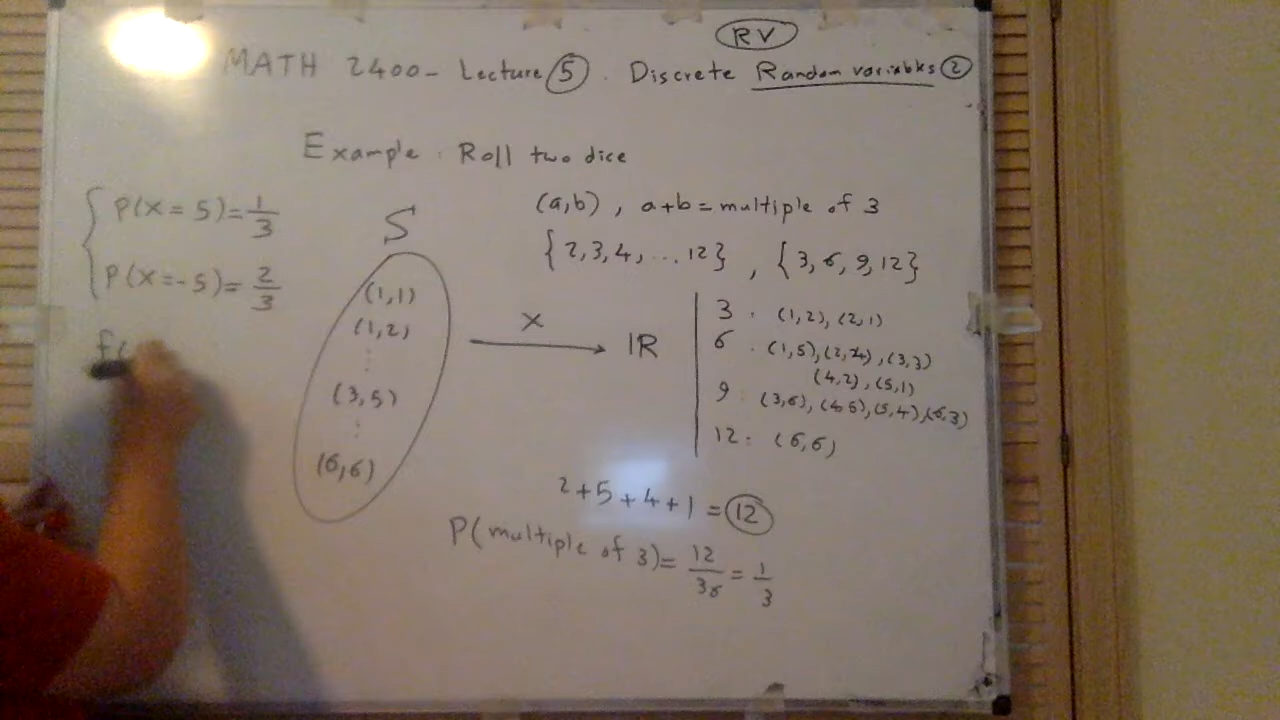 RV
MATH 2400- Lecture 5. Discrete Random variables 2
Example: Roll two dice
P(X=5)=1/3
P(X=-5)=2/3
f(
S
(1,1)
(1,2)
⋮
(3,5)
⋮
(6,6)
X
IR
(a,b), a+b=multiple of 3
{2,3,4,...12}, {3,6,9,12}
3: (1,2),(2,1)
6: (1,5),(2,4),(3,3)
(4,2),(5,1)
9: (3,6),(4,5),(5,4),(6,3)
12: (6,6)
2+5+4+1=12
P(multiple of 3)=12/36=1/3